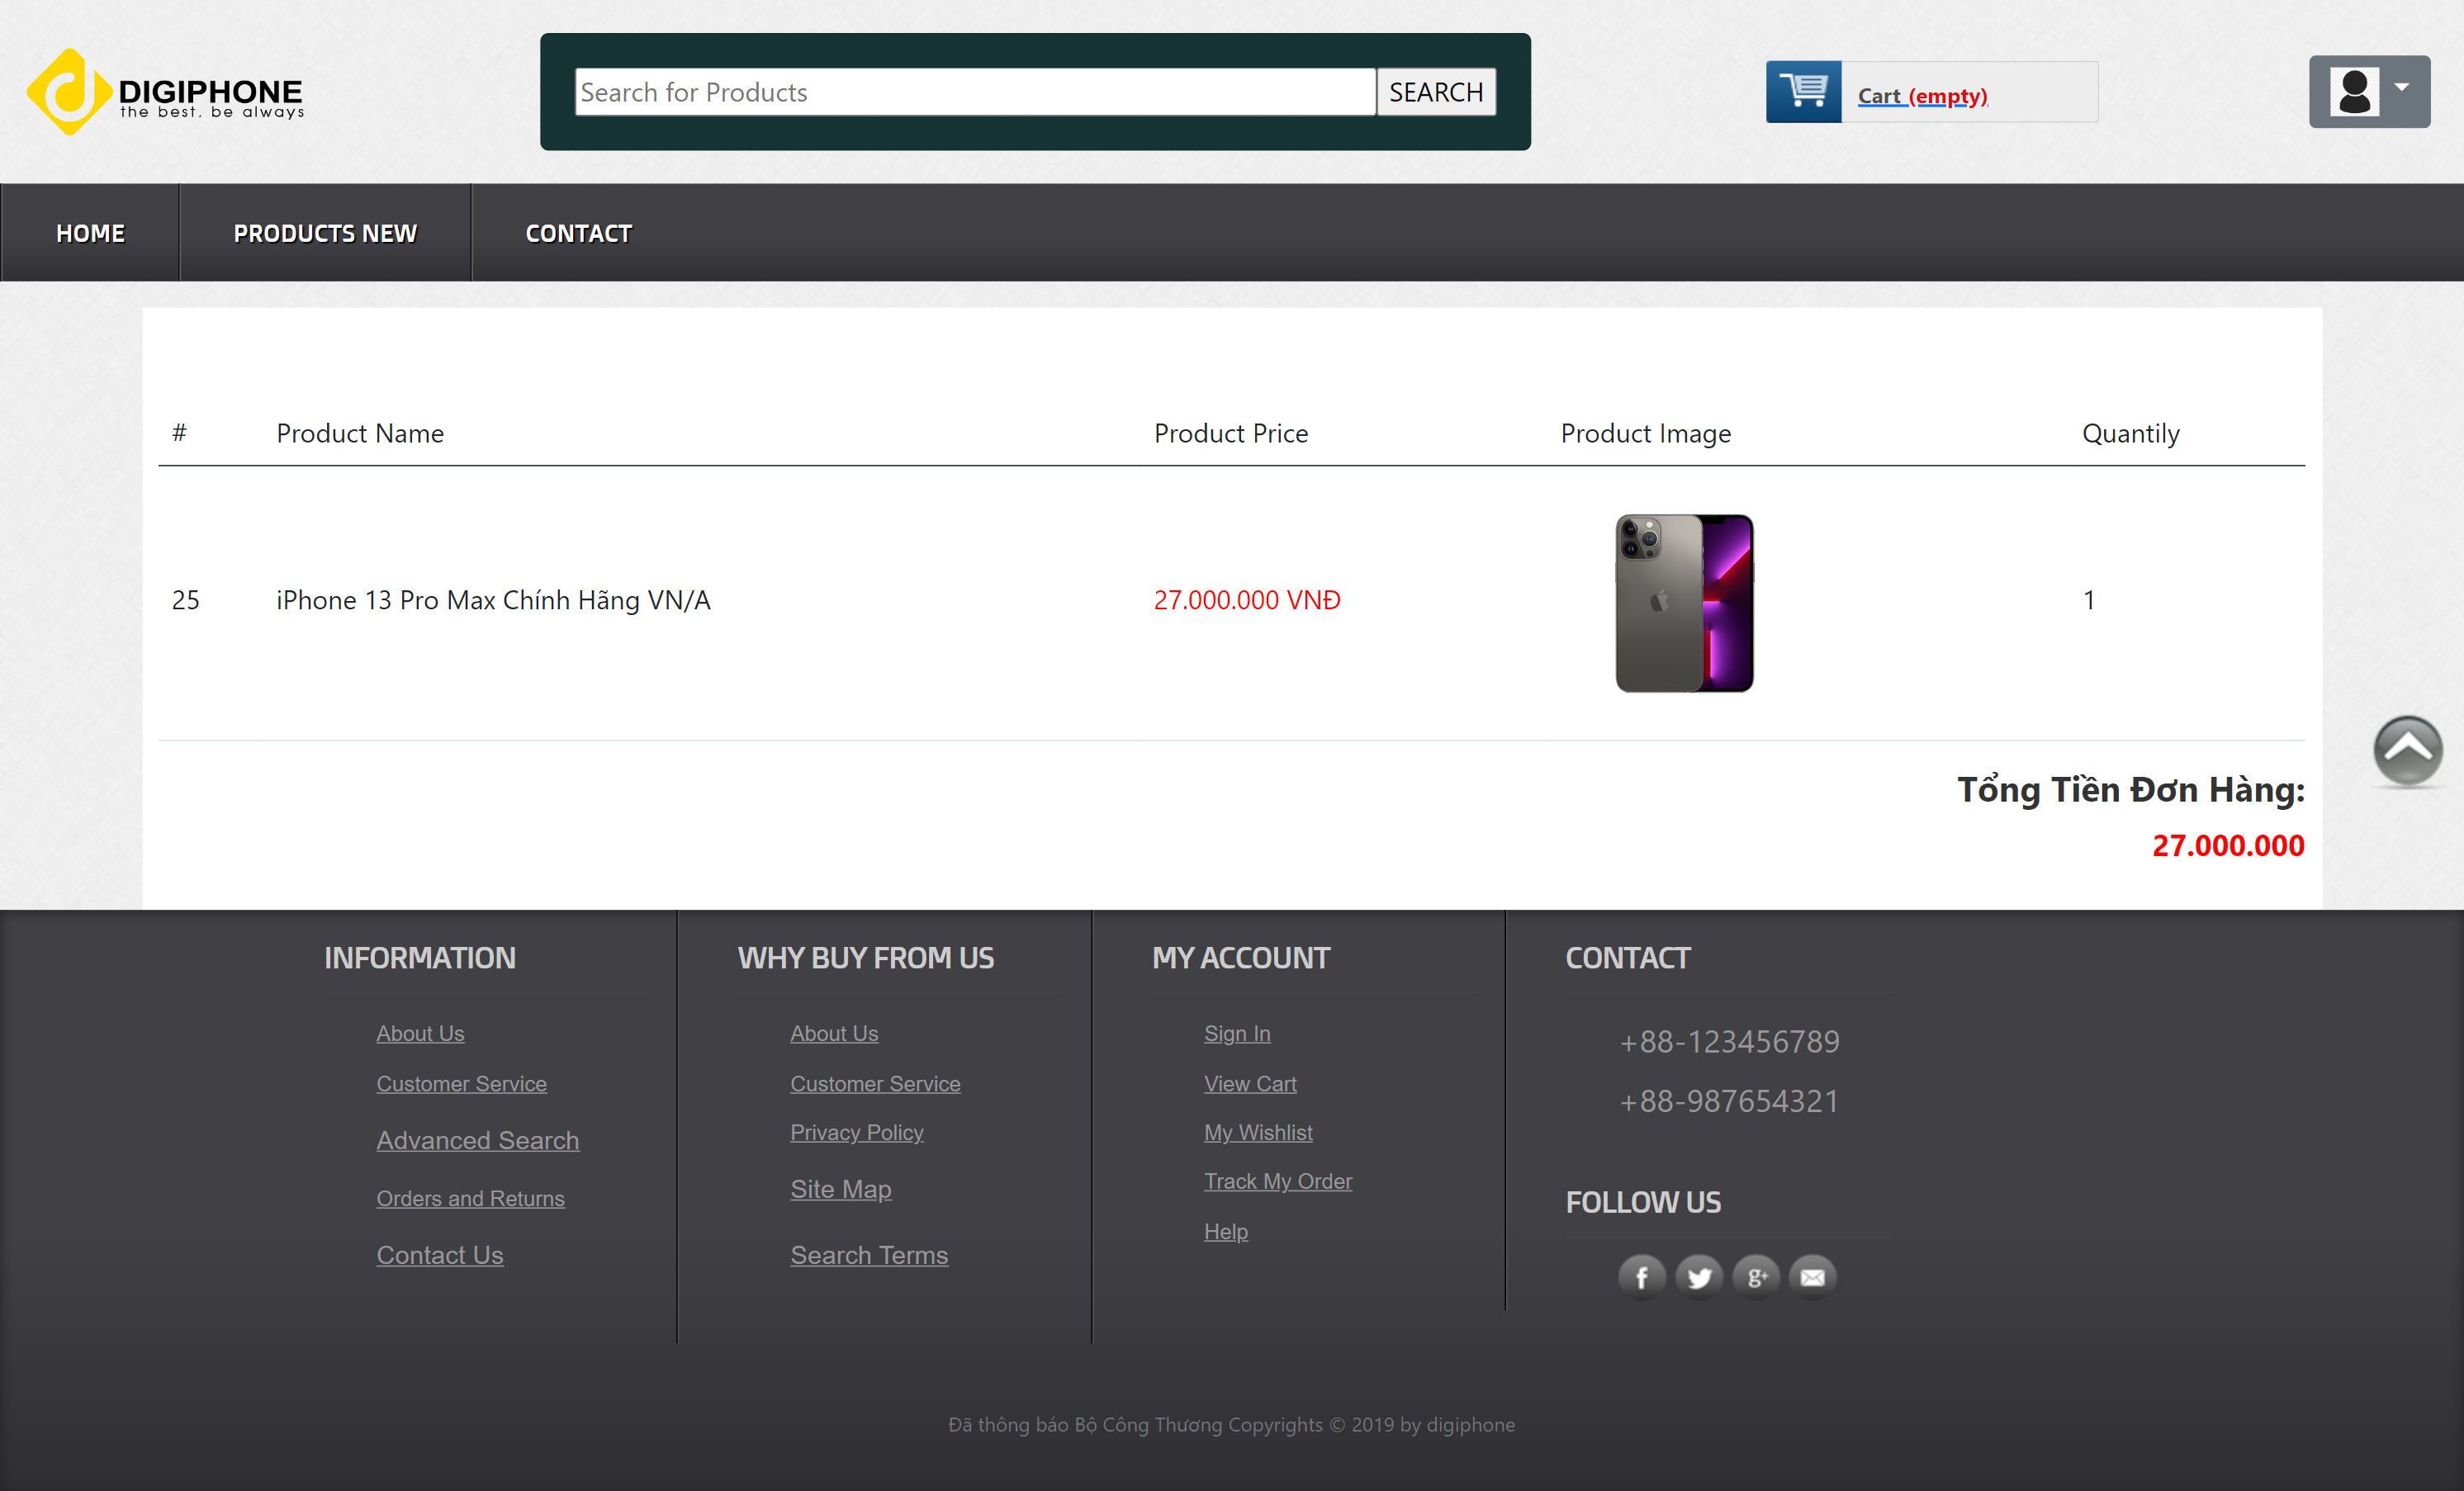 DIGIPHONE
the best, be always
Search for Products
SEARCH
Cart (empty)
HOME
PRODUCTS NEW
CONTACT
# Product Name Product Price Product Image Quantily
25 iPhone 13 Pro Max Chính Hãng VN/A 27.000.000 VNĐ 1
Tổng Tiền Đơn Hàng:
27.000.000
INFORMATION
About Us
Customer Service
Advanced Search
Orders and Returns
Contact Us
WHY BUY FROM US
About Us
Customer Service
Privacy Policy
Site Map
Search Terms
MY ACCOUNT
Sign In
View Cart
My Wishlist
Track My Order
Help
CONTACT
+88-123456789
+88-987654321
FOLLOW US
Đã thông báo Bộ Công Thương Copyrights © 2019 by digiphone